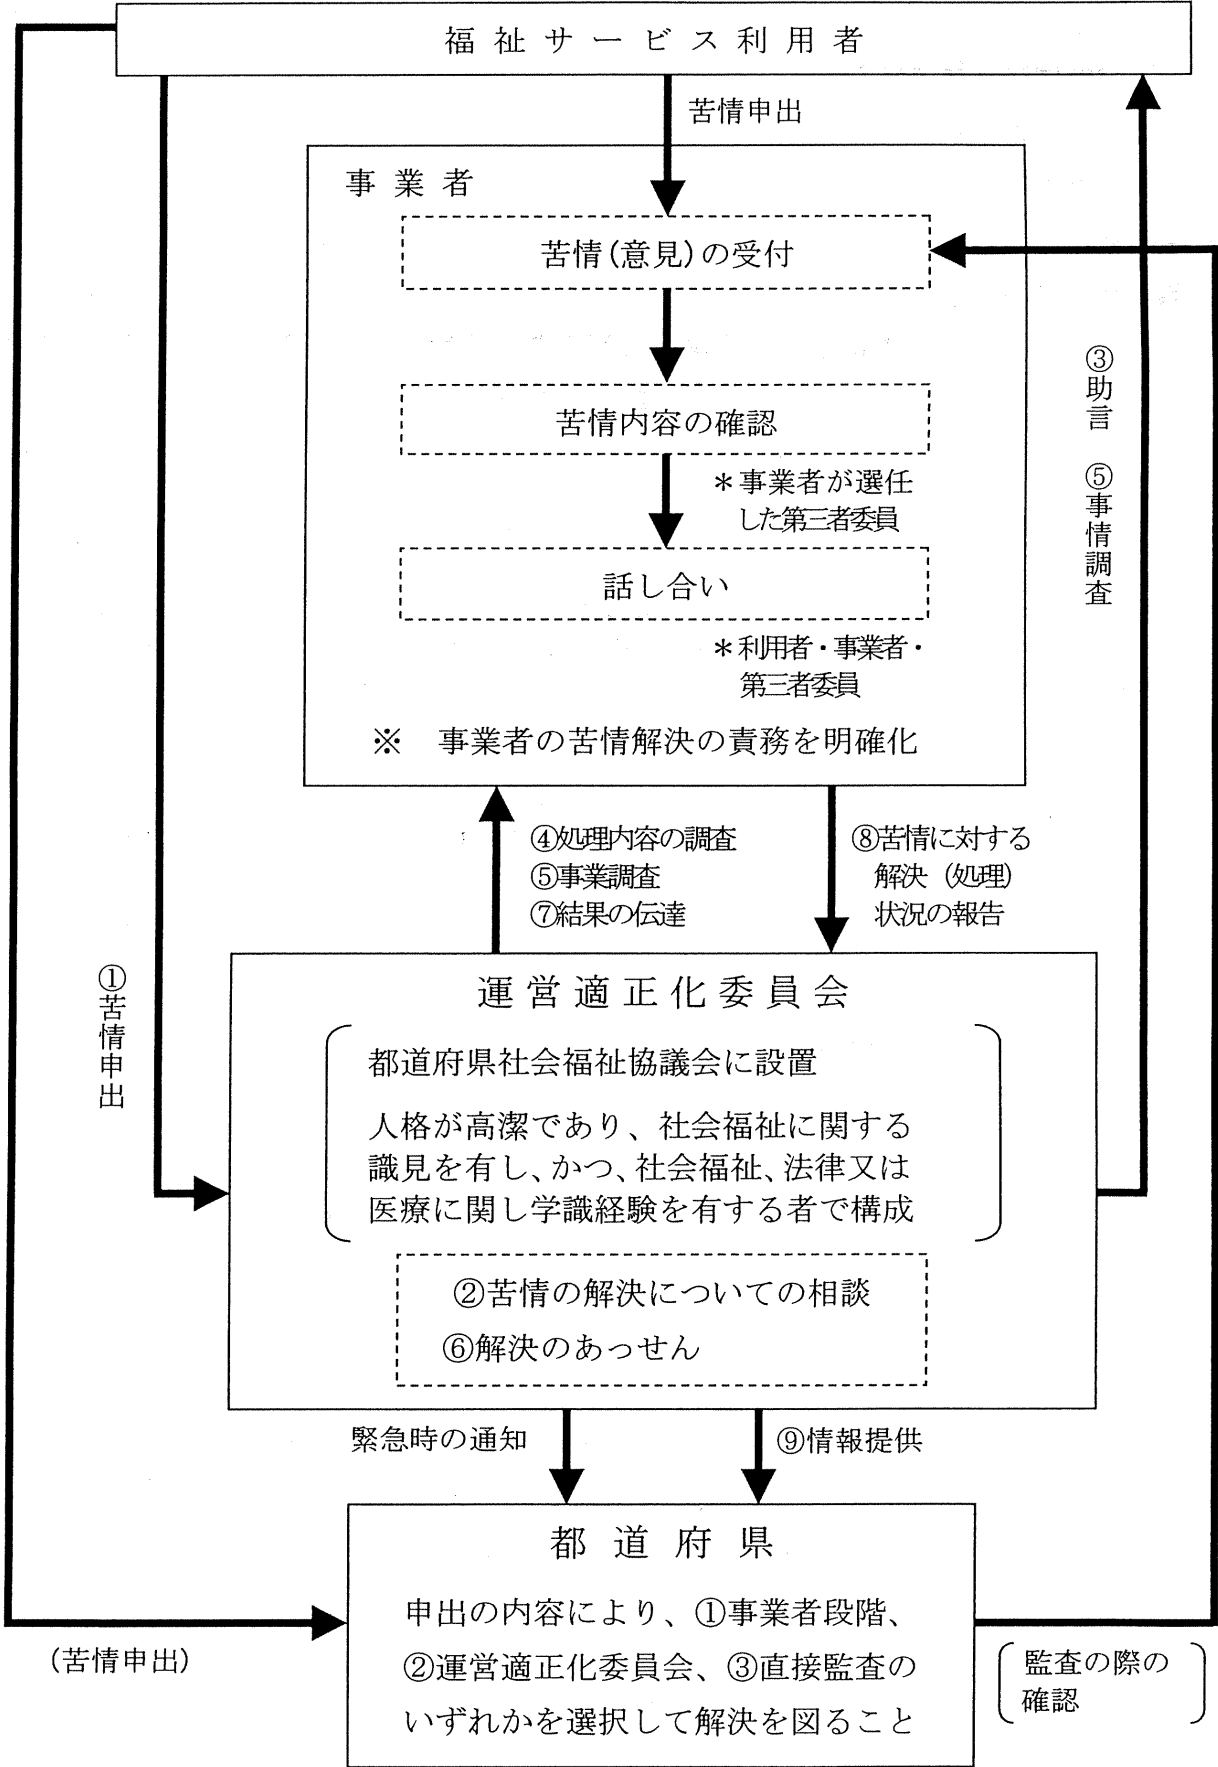 福祉サービス利用者
苦情申出
事業者
苦情(意見)の受付
苦情内容の確認
＊事業者が選任
した第三者委員
話し合い
＊利用者・事業者・
第三者委員
※　事業者の苦情解決の責務を明確化
③助言　⑤事情調査
④処理内容の調査
⑤事業調査
⑦結果の伝達
⑧苦情に対する
解決（処理）
状況の報告
①苦情申出
運営適正化委員会
都道府県社会福祉協議会に設置
人格が高潔であり、社会福祉に関する
識見を有し、かつ、社会福祉、法律又は
医療に関し学識経験を有する者で構成
②苦情の解決についての相談
⑥解決のあっせん
緊急時の通知
⑨情報提供
都道府県
申出の内容により、①事業者段階、
②運営適正化委員会、③直接監査の
いずれかを選択して解決を図ること
(苦情申出)
監査の際の
確認